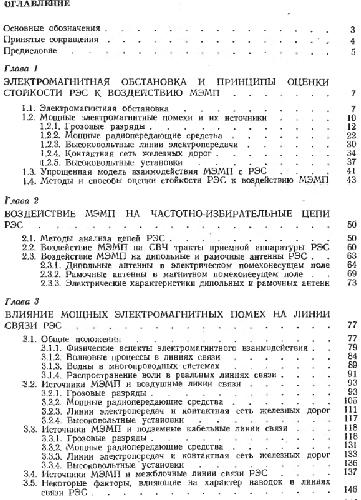 ОГЛАВЛЕНИЕ
Основные обозначения . . . 3
Принятые сокращения . . . 4
Предисловие . . . 5
Глава 1
ЭЛЕКТРОМАГНИТНАЯ ОБСТАНОВКА И ПРИНЦИПЫ ОЦЕНКИ
СТОЙКОСТИ РЭС К ВОЗДЕЙСТВИЮ МЭМП . . . 7
1.1. Электромагнитная обстановка . . . 7
1.2. Мощные электромагнитные помехи и их источники . . . 10
1.2.1. Грозовые разряды . . . 12
1.2.2. Мощные радиопередающие средства . . . 22
1.2.3. Высоковольтные линии электропередачи . . . 30
1.2.4. Контактная сеть железных дорог . . . 34
1.2.5. Высоковольтные установки . . . 37
1.3. Упрощенная модель взаимодействия МЭМП с РЭС . . . 41
1.4. Методы и способы оценки стойкости РЭС к воздействию МЭМП 43
Глава 2
ВОЗДЕЙСТВИЕ МЭМП НА ЧАСТОТНО-ИЗБИРАТЕЛЬНЫЕ ЦЕПИ
РЭС . . . 50
2.1. Методы анализа цепей РЭС . . . 50
2.2. Воздействие МЭМП на СВЧ тракты приемной аппаратуры РЭС 60
2.3. Воздействие МЭМП на дипольные и рамочные антенны РЭС . 63
2.3.1. Дипольные антенны в электрическом помехонесущем поле 64
2.3.2. Рамочные антенны в магнитном помехонесущем поле . 69
2.3.3. Электрические характеристики дипольных и рамочных антенн 73
Глава 3
ВЛИЯНИЕ МОЩНЫХ ЭЛЕКТРОМАГНИТНЫХ ПОМЕХ НА ЛИНИИ
СВЯЗИ РЭС . . . 77
3.1. Общие положения . . . 77
3.1.1. Физические аспекты электромагнитного взаимодействия . 79
3.1.2. Волновые процессы в линиях связи . . . 84
3.1.3. Волны в многопроводных системах . . . 89
3.1.4. Распространение волн в реальных линиях связи . . . 91
3.2. Источники МЭМП и воздушные линии связи . . . 93
3.2.1. Грозовые разряды . . . 93
3.2.2. Мощные радиопередающие средства . . . 105
3.2.3. Линии электропередач и контактная сеть железных дорог 111
3.2.4. Высоковольтные установки . . . 117
3.3. Источники МЭМП и подземные кабельные линии связи . . . 118
3.3.1. Грозовые разряды . . . 118
3.3.2. Мощные радиопередающие средства . . . 131
3.3.3. Линии электропередач и контактная сеть железных дорог 133
3.3.4. Высоковольтные установки . . . 135
3.4. Источники МЭМП и межблочные линии связи РЭС . . . 137
3.5. Некоторые факторы, влияющие на характер наводок в линиях
связи РЭС . . . 146